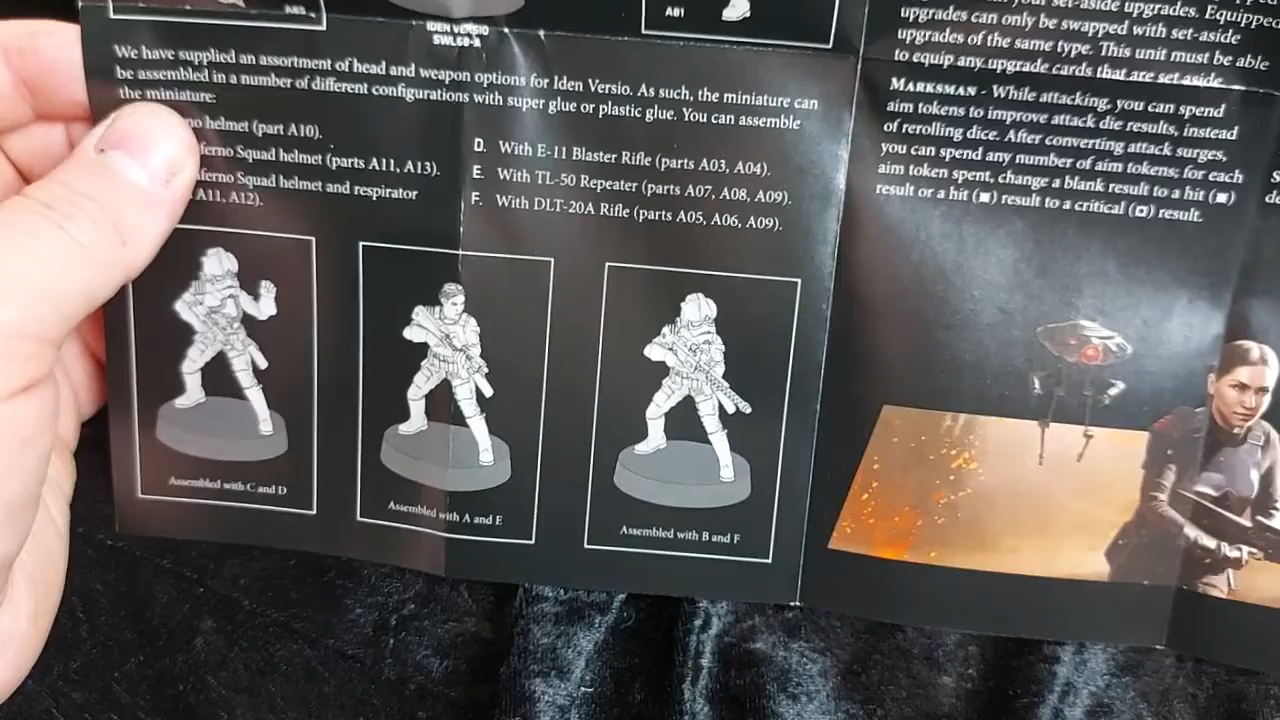 A05
IDEN VERSIO
SWL69-A
A01
We have supplied an assortment of head and weapon options for Iden Versio. As such, the miniature can
be assembled in a number of different configurations with super glue or plastic glue. You can assemble
the miniature:
helmet (part A10).
Squad helmet (parts A11, A13).
Squad helmet and respirator
A11, A12).
D. With E-11 Blaster Rifle (parts A03, A04).
E. With TL-50 Repeater (parts A07, A08, A09).
F. With DLT-20A Rifle (parts A05, A06, A09).
Assembled with C and D
Assembled with A and E
Assembled with B and F
set-aside upgrades. Equipped
upgrades can only be swapped with set-aside
upgrades of the same type. This unit must be able
to equip any upgrade cards that are set aside
MARKSMAN - While attacking, you can spend
aim tokens to improve attack die results, instead
of rerolling dice. After converting attack surges,
you can spend any number of aim tokens; for each
aim token spent, change a blank result to a hit ()
result or a hit () result to a critical () result.